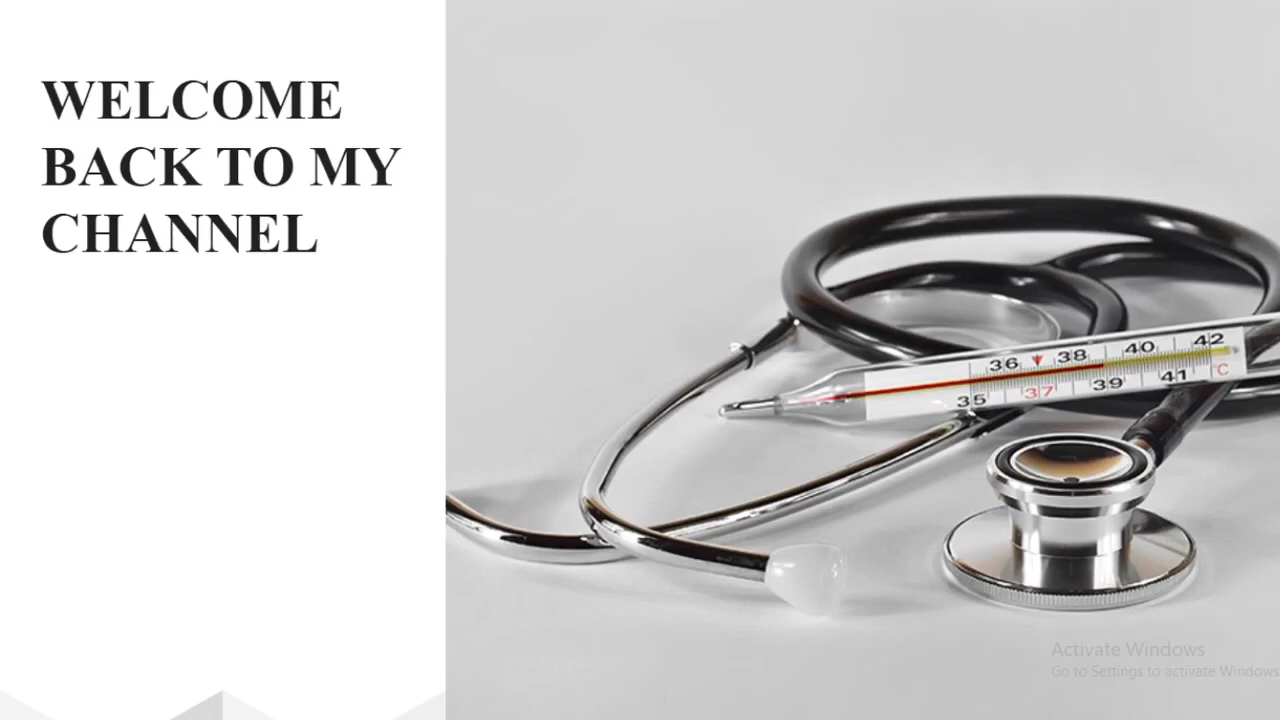 WELCOME
BACK TO MY
CHANNEL
36 38 40 42
35 37 39 41 °C
Activate Windows
Go to Settings to activate Windows